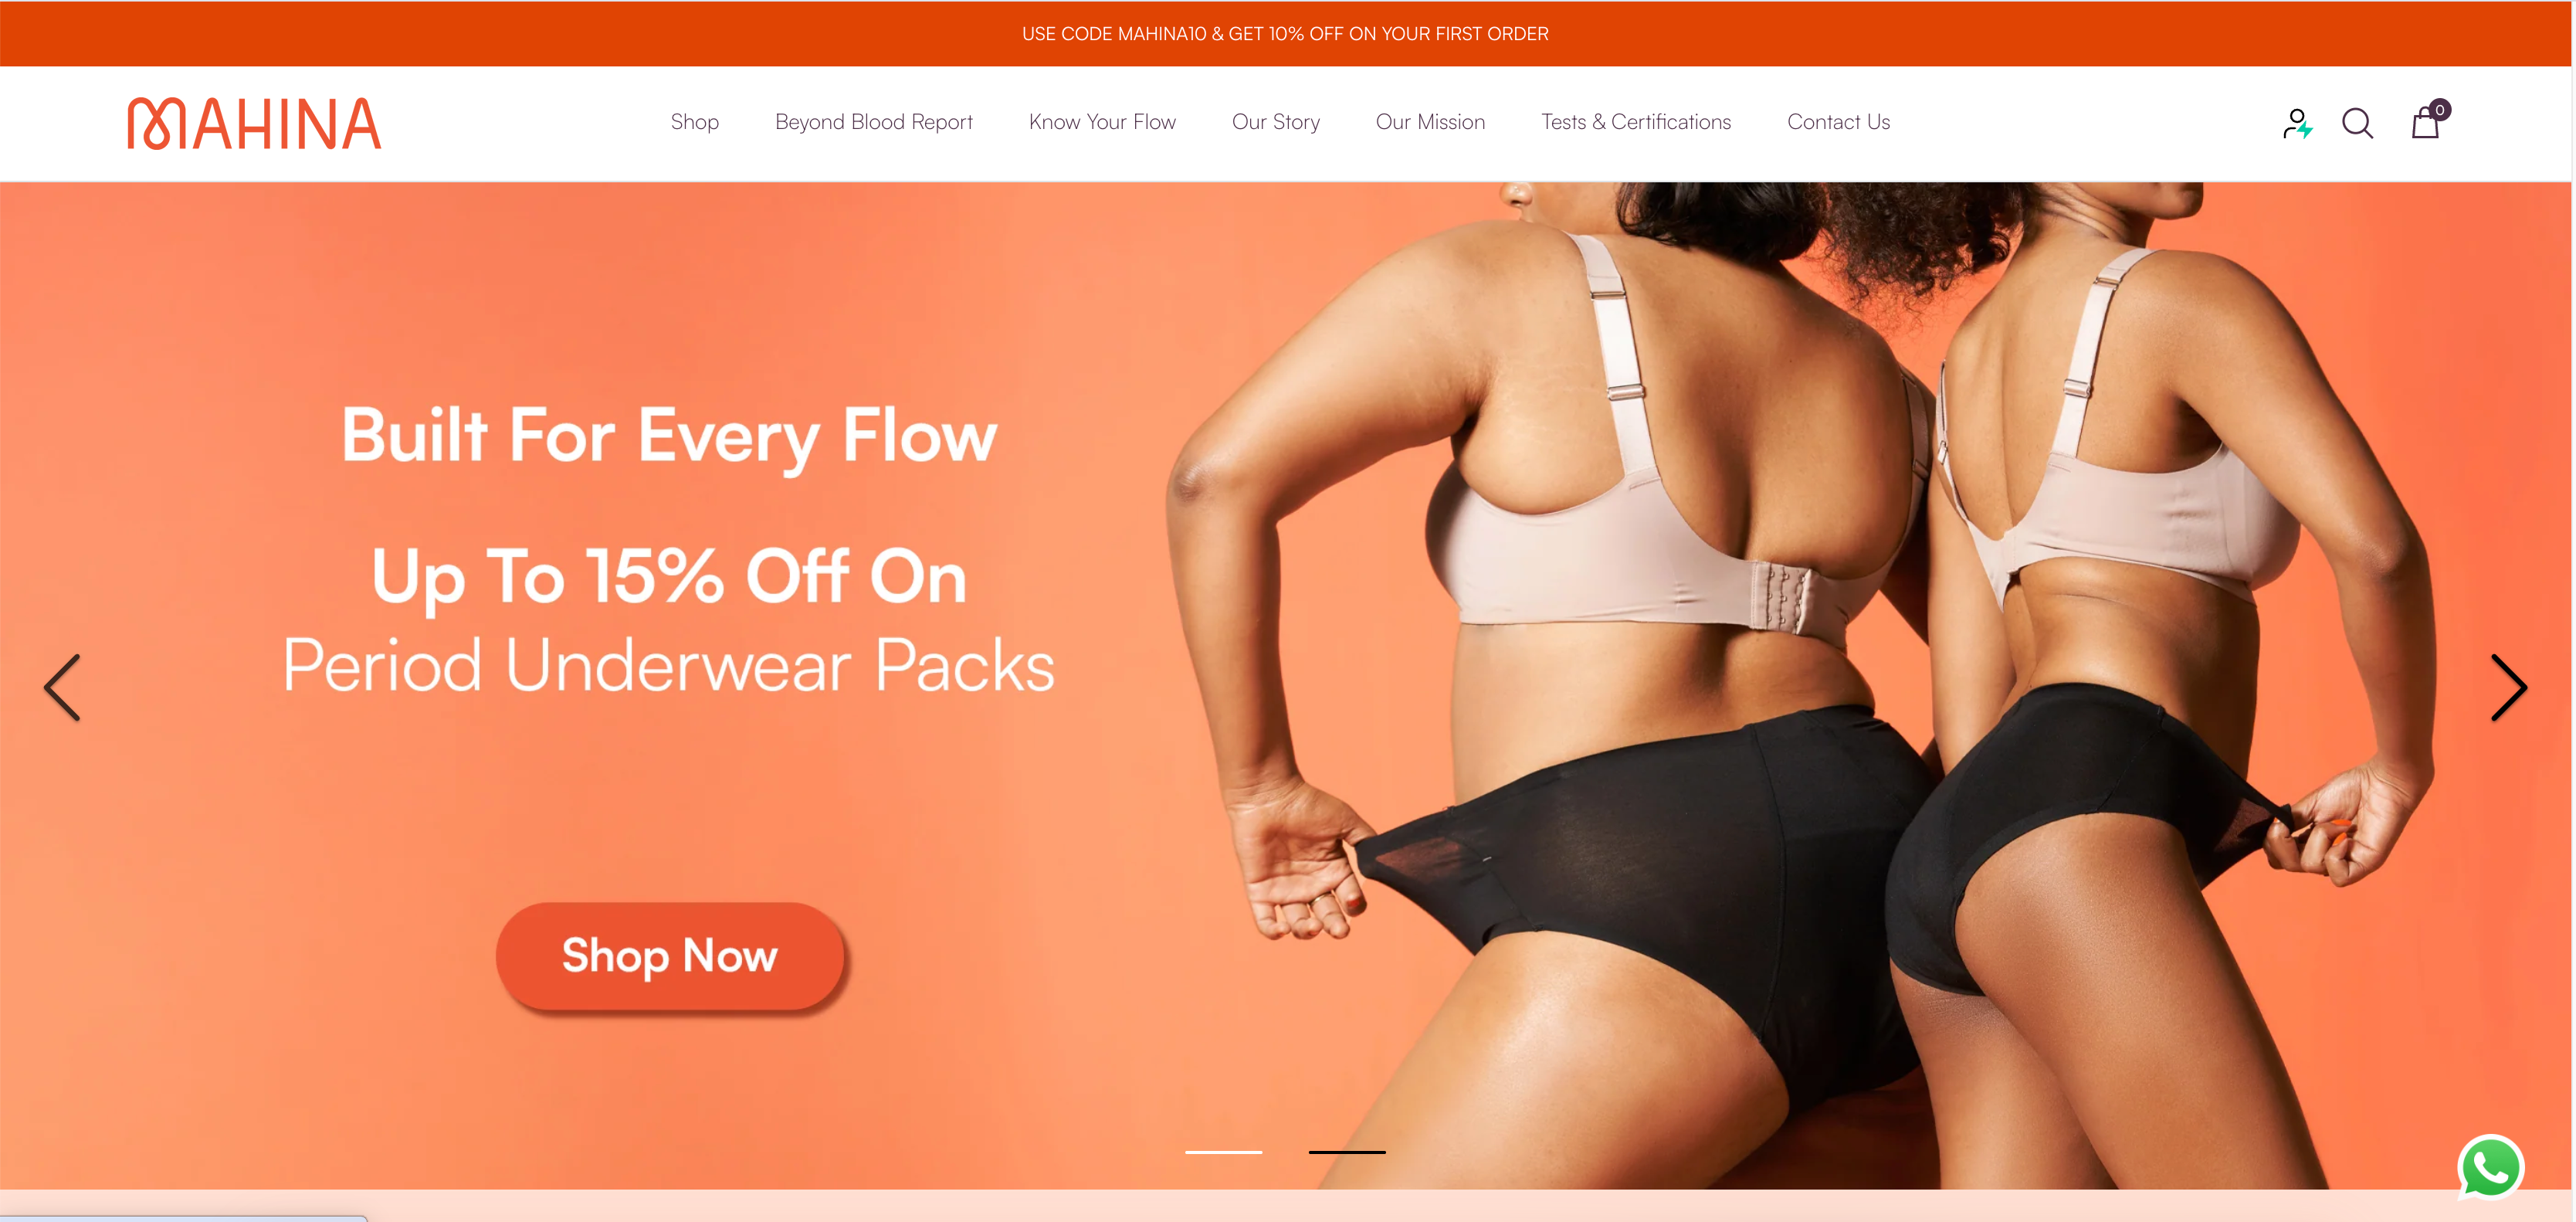 USE CODE MAHINA10 & GET 10% OFF ON YOUR FIRST ORDER
MAHINA
Shop
Beyond Blood Report
Know Your Flow
Our Story
Our Mission
Tests & Certifications
Contact Us
0
Built For Every Flow
Up To 15% Off On
Period Underwear Packs
Shop Now